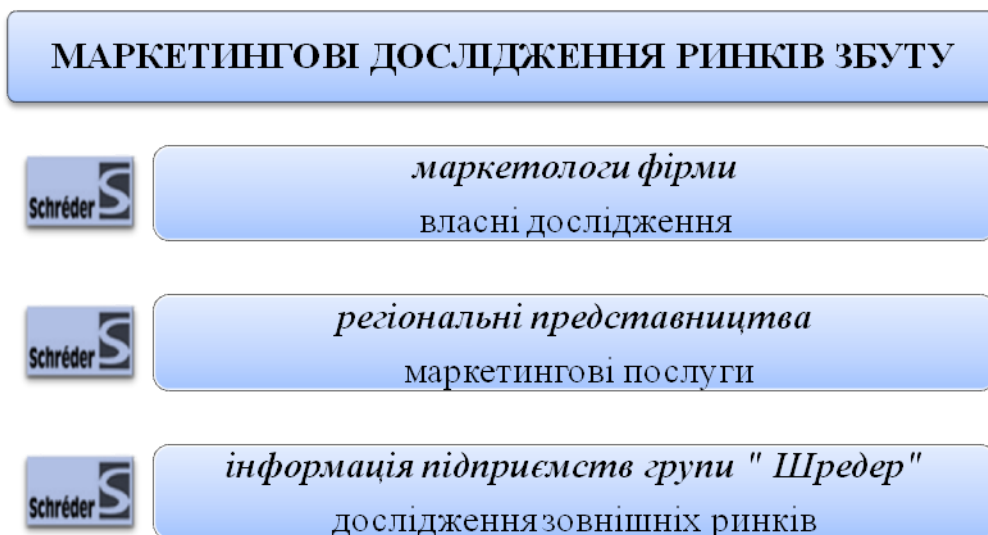 МАРКЕТИНГОВІ ДОСЛІДЖЕННЯ РИНКІВ ЗБУТУ
Schréder
маркетологи фірми
власні дослідження
Schréder
регіональні представництва
маркетингові послуги
Schréder
інформація підприємств групи " Шредер"
дослідження зовнішніх ринків